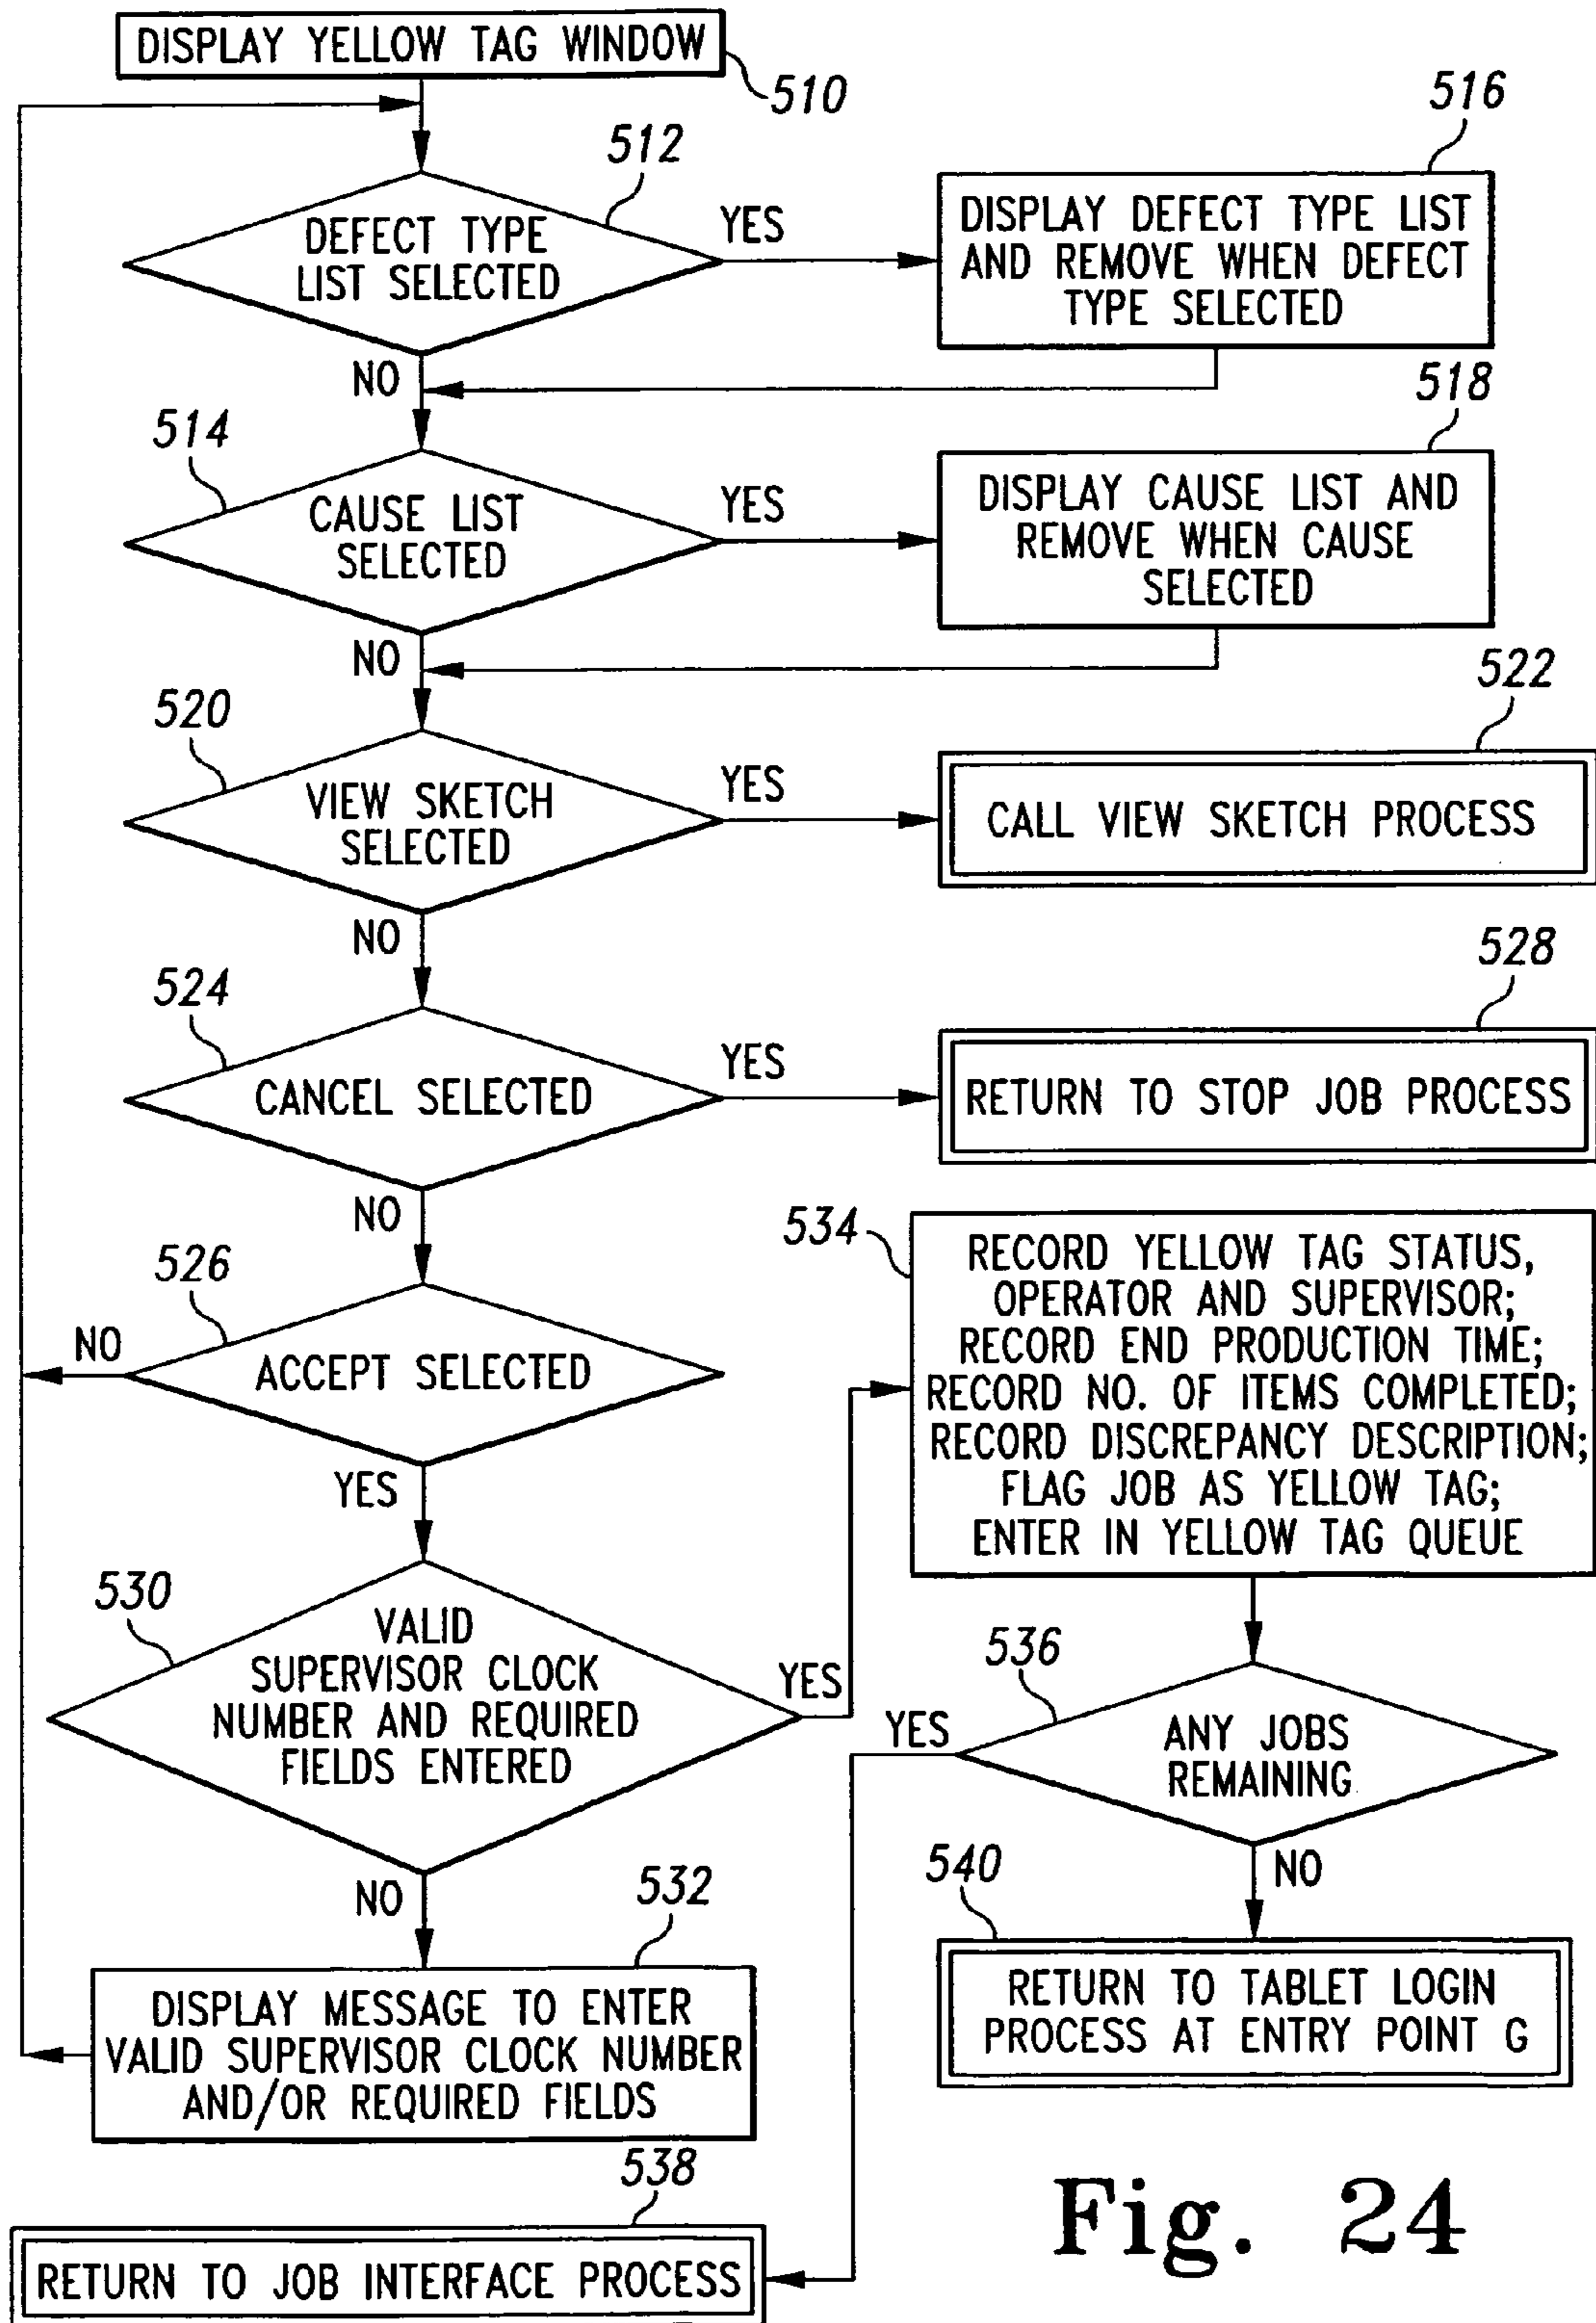 DISPLAY YELLOW TAG WINDOW
510
512
DEFECT TYPE
LIST SELECTED
YES
NO
516
DISPLAY DEFECT TYPE LIST
AND REMOVE WHEN DEFECT
TYPE SELECTED
514
CAUSE LIST
SELECTED
YES
NO
518
DISPLAY CAUSE LIST AND
REMOVE WHEN CAUSE
SELECTED
520
VIEW SKETCH
SELECTED
YES
NO
522
CALL VIEW SKETCH PROCESS
524
CANCEL SELECTED
YES
NO
528
RETURN TO STOP JOB PROCESS
526
ACCEPT SELECTED
NO
YES
530
VALID
SUPERVISOR CLOCK
NUMBER AND REQUIRED
FIELDS ENTERED
YES
NO
534
RECORD YELLOW TAG STATUS,
OPERATOR AND SUPERVISOR;
RECORD END PRODUCTION TIME;
RECORD NO. OF ITEMS COMPLETED;
RECORD DISCREPANCY DESCRIPTION;
FLAG JOB AS YELLOW TAG;
ENTER IN YELLOW TAG QUEUE
536
ANY JOBS
REMAINING
YES
NO
532
DISPLAY MESSAGE TO ENTER
VALID SUPERVISOR CLOCK NUMBER
AND/OR REQUIRED FIELDS
540
RETURN TO TABLET LOGIN
PROCESS AT ENTRY POINT G
538
RETURN TO JOB INTERFACE PROCESS
Fig. 24